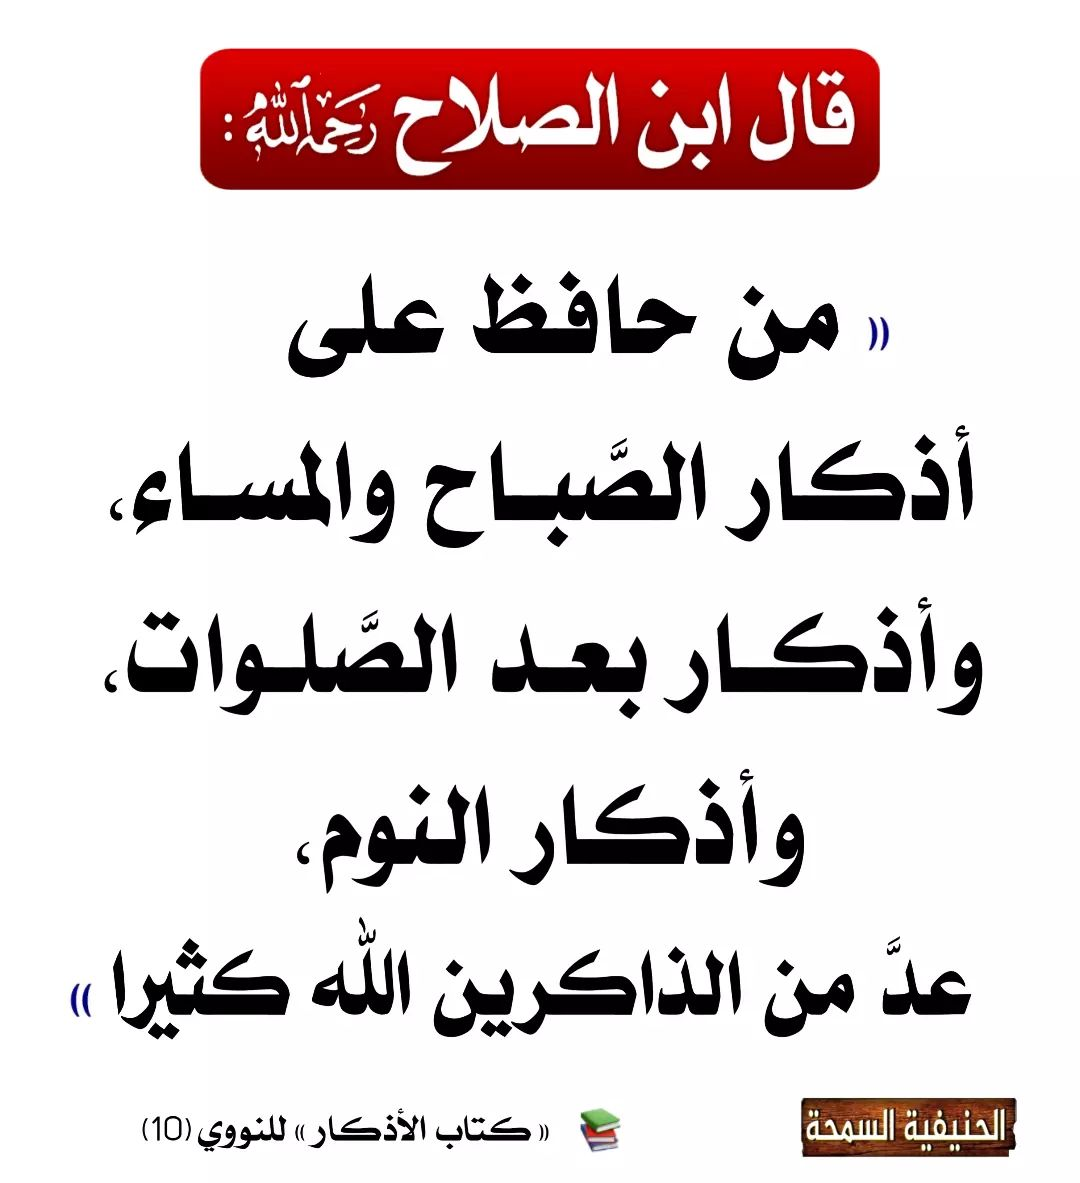 قال ابن الصلاح رحمه الله :
« من حافظ على
أذكار الصَّباح والمساء،
وأذكار بعد الصَّلوات،
وأذكار النوم،
عدَّ من الذاكرين الله كثيرا »
« كتاب الأذكار » للنووي (10)
الحنيفية السمحة